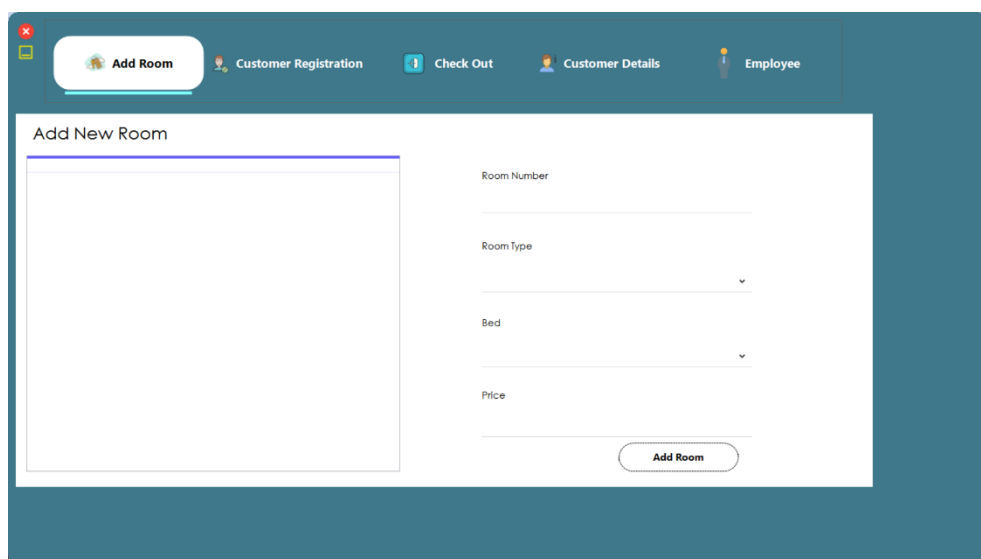 Add Room
Customer Registration
Check Out
Customer Details
Employee
Add New Room
Room Number
Room Type
Bed
Price
Add Room